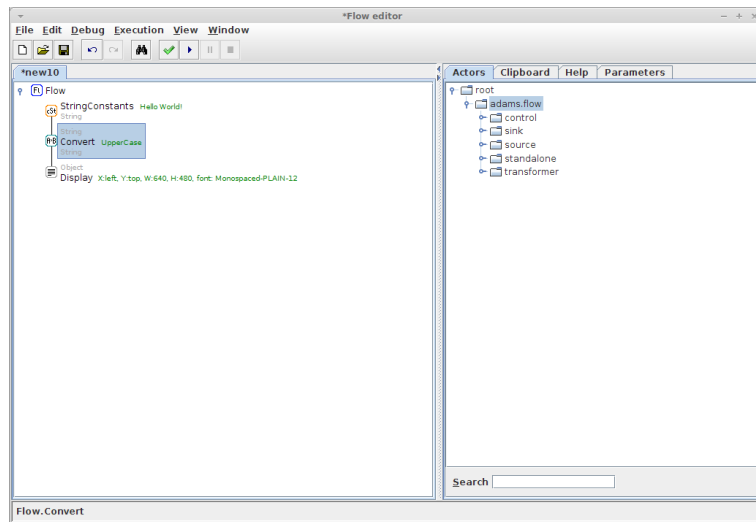 *Flow editor
File Edit Debug Execution View Window
*new10
Ft Flow
cSt StringConstants Hello World!
String
String
A-B Convert UpperCase
String
Object
Display X:left, Y:top, W:640, H:480, font: Monospaced-PLAIN-12
Actors Clipboard Help Parameters
root
adams.flow
control
sink
source
standalone
transformer
Search
Flow.Convert